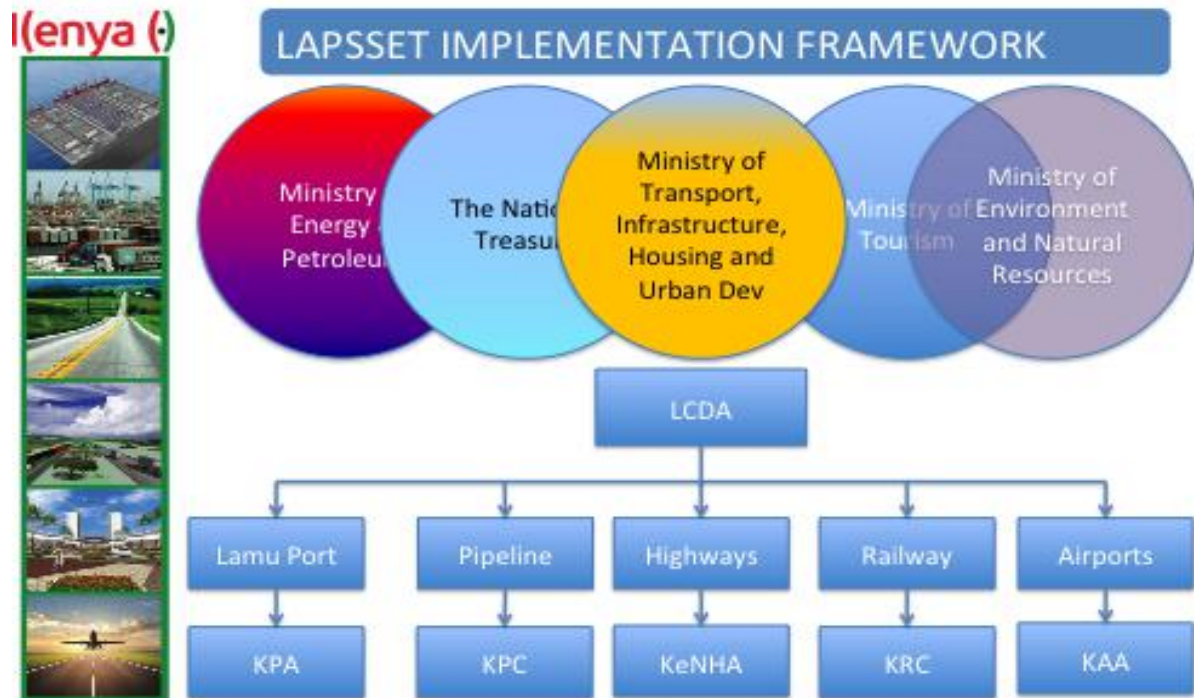 Kenya (·)
LAPSSET IMPLEMENTATION FRAMEWORK
Ministry
Energy
Petroleu
The Natio
Treasu
Ministry of
Transport,
Infrastructure,
Housing and
Urban Dev
Ministry of
Tourism
Ministry of
Environment
and Natural
Resources
LCDA
Lamu Port
Pipeline
Highways
Railway
Airports
KPA
KPC
KeNHA
KRC
KAA